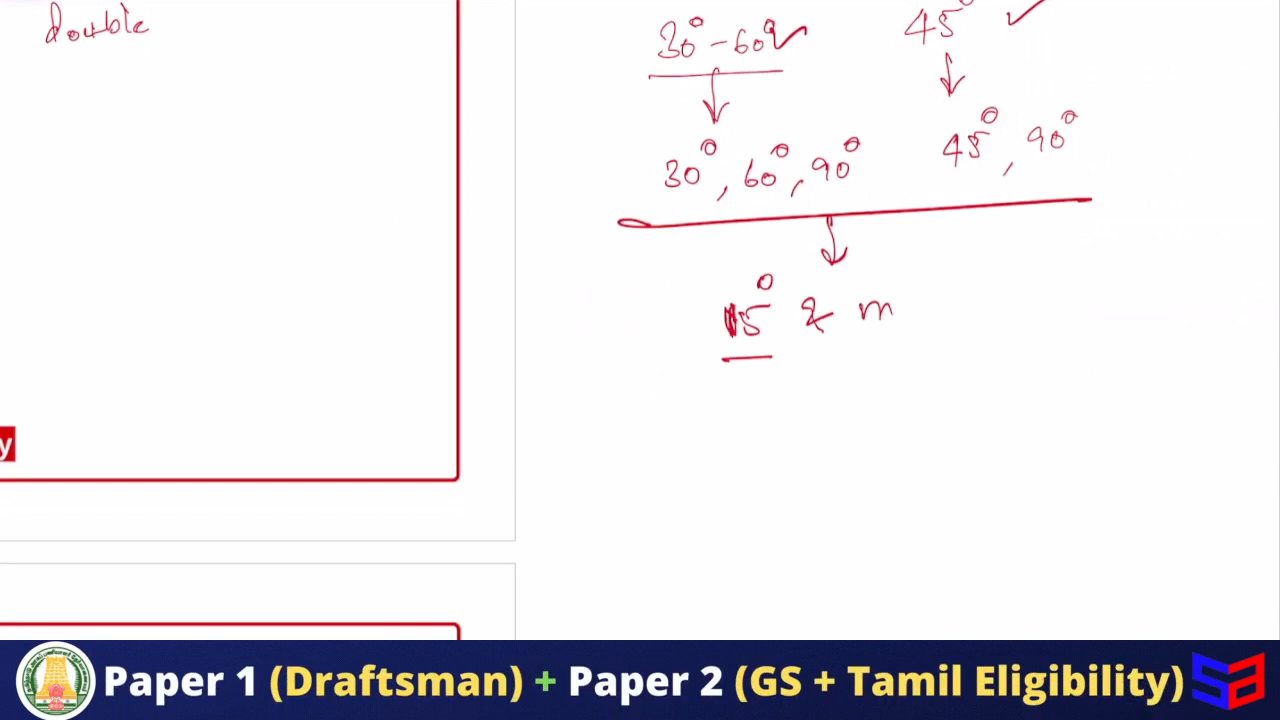 double
30° - 60°
45°
30°, 60°, 90°
45°, 90°
15° & m
y
Paper 1 (Draftsman) + Paper 2 (GS + Tamil Eligibility)